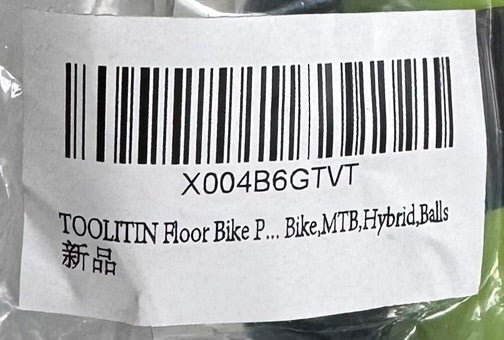 X004B6GTVT
TOOLITIN Floor Bike P... Bike,MTB,Hybrid,Balls
新品